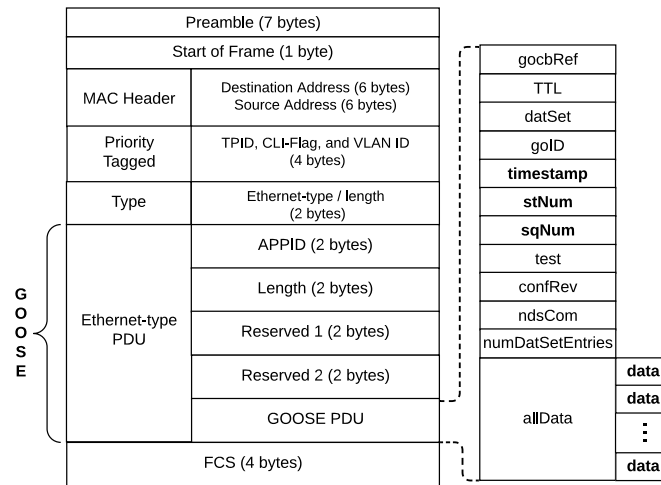 Preamble (7 bytes)
Start of Frame (1 byte)
MAC Header
Destination Address (6 bytes)
Source Address (6 bytes)
Priority
Tagged
TPID, CLI-Flag, and VLAN ID
(4 bytes)
Type
Ethernet-type / length
(2 bytes)
GOOSE
Ethernet-type
PDU
APPID (2 bytes)
Length (2 bytes)
Reserved 1 (2 bytes)
Reserved 2 (2 bytes)
GOOSE PDU
FCS (4 bytes)
gocbRef
TTL
datSet
goID
timestamp
stNum
sqNum
test
confRev
ndsCom
numDatSetEntries
allData
data
data
⋮
data